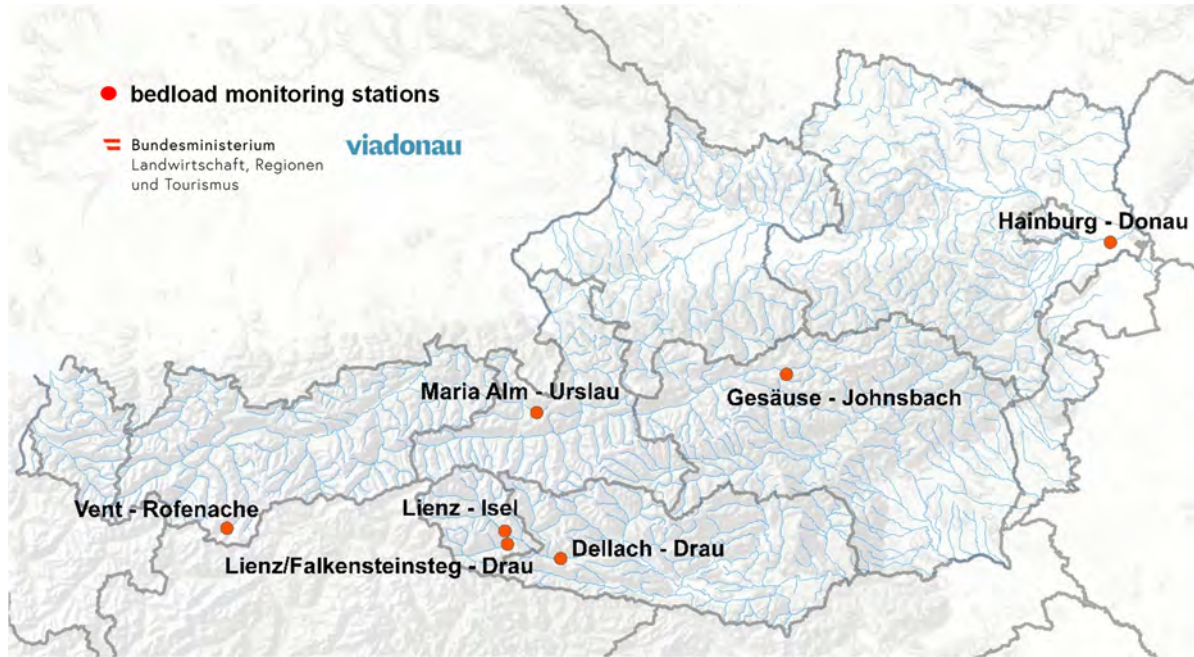 bedload monitoring stations
Bundesministerium
Landwirtschaft, Regionen
und Tourismus
viadonau
Hainburg - Donau
Maria Alm - Urslau
Gesäuse - Johnsbach
Vent - Rofenache
Lienz - Isel
Lienz/Falkensteinsteg - Drau
Dellach - Drau